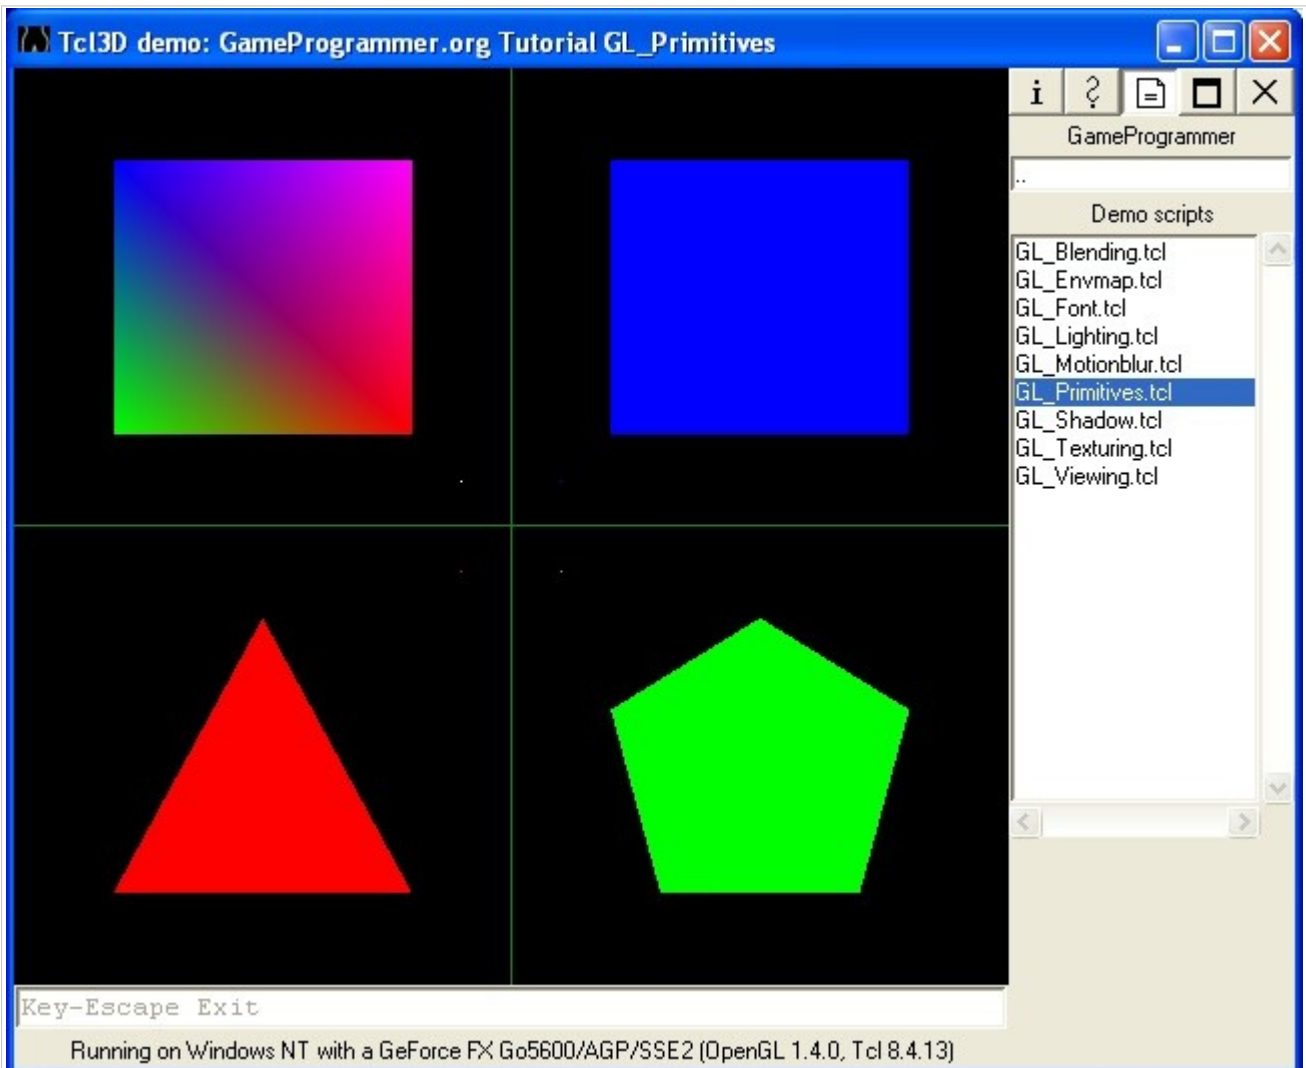 Tcl3D demo: GameProgrammer.org Tutorial GL_Primitives
i ?
GameProgrammer
..
Demo scripts
GL_Blending.tcl
GL_Envmap.tcl
GL_Font.tcl
GL_Lighting.tcl
GL_Motionblur.tcl
GL_Primitives.tcl
GL_Shadow.tcl
GL_Texturing.tcl
GL_Viewing.tcl
Key-Escape Exit
Running on Windows NT with a GeForce FX Go5600/AGP/SSE2 (OpenGL 1.4.0, Tcl 8.4.13)